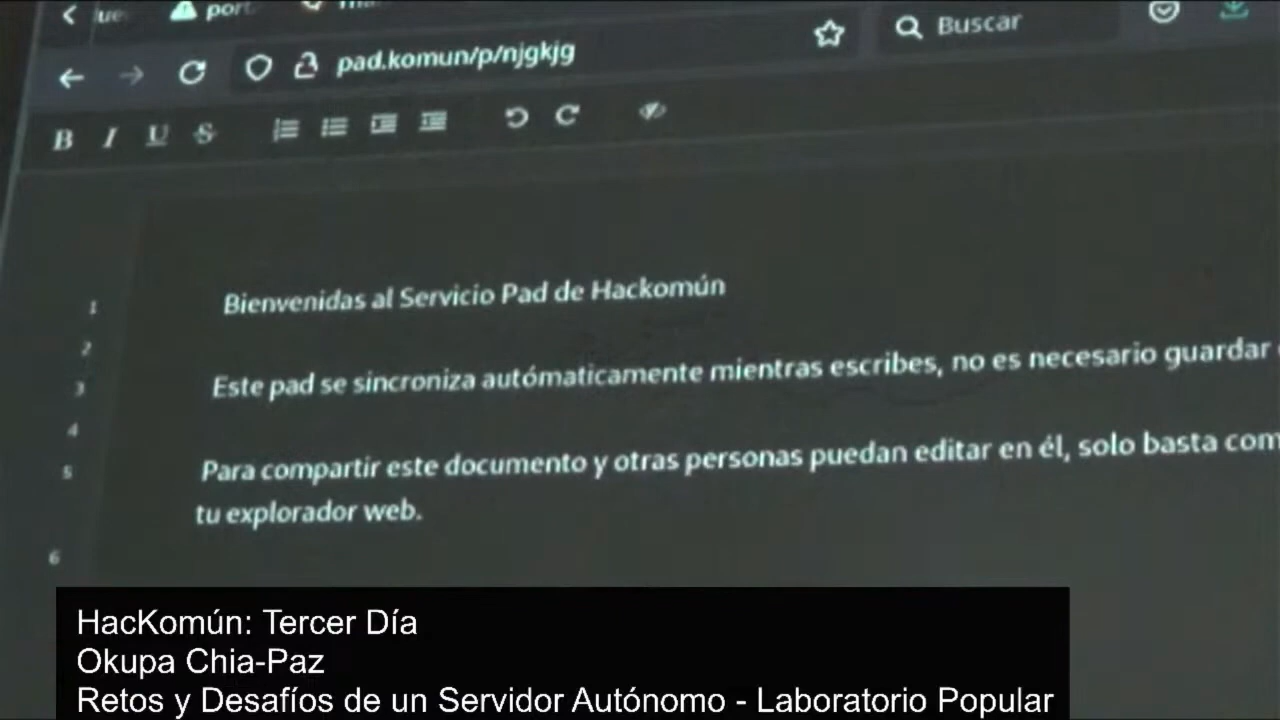 pad.komun/p/njgkjg
Buscar
B I U S
1 Bienvenidas al Servicio Pad de Hackomún
2
3 Este pad se sincroniza autómaticamente mientras escribes, no es necesario guardar
4
5 Para compartir este documento y otras personas puedan editar en él, solo basta
tu explorador web.
6
HacKomún: Tercer Día
Okupa Chia-Paz
Retos y Desafíos de un Servidor Autónomo - Laboratorio Popular